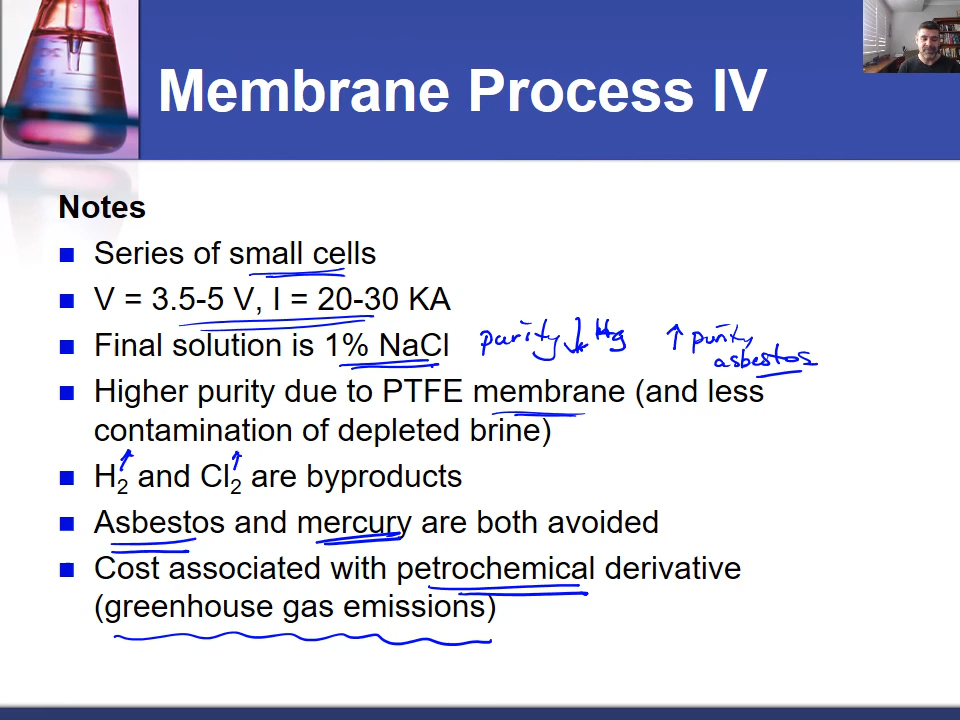 Membrane Process IV
Notes
Series of small cells
V = 3.5-5 V, I = 20-30 KA
Final solution is 1% NaCl
purity ↓ Hg
↑ purity
asbestos
Higher purity due to PTFE membrane (and less
contamination of depleted brine)
H₂ and Cl₂ are byproducts
Asbestos and mercury are both avoided
Cost associated with petrochemical derivative
(greenhouse gas emissions)